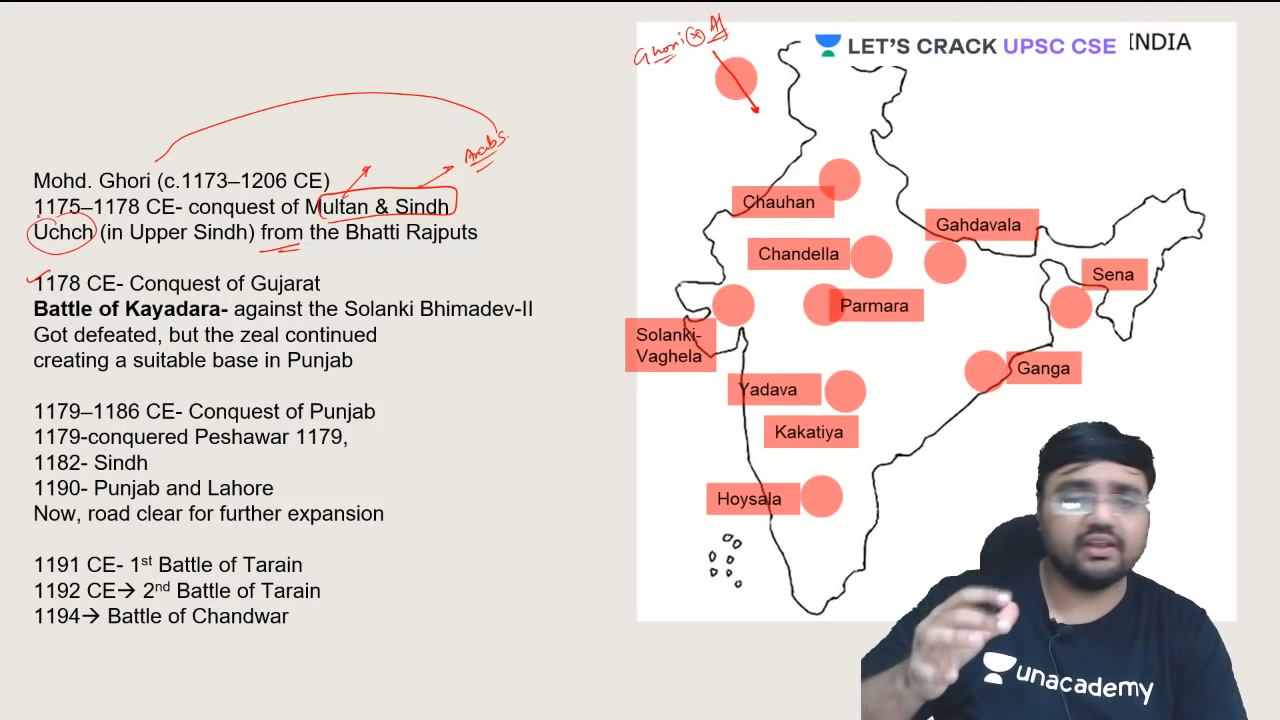 Mohd. Ghori (c.1173–1206 CE)
1175–1178 CE- conquest of Multan & Sindh
Uchch (in Upper Sindh) from the Bhatti Rajputs
1178 CE- Conquest of Gujarat
Battle of Kayadara- against the Solanki Bhimadev-II
Got defeated, but the zeal continued
creating a suitable base in Punjab
1179–1186 CE- Conquest of Punjab
1179-conquered Peshawar 1179,
1182- Sindh
1190- Punjab and Lahore
Now, road clear for further expansion
1191 CE- 1st Battle of Tarain
1192 CE→ 2nd Battle of Tarain
1194→ Battle of Chandwar
Arabs.
Ghori
LET'S CRACK UPSC CSE
INDIA
Chauhan
Gahdavala
Chandella
Sena
Parmara
Solanki-
Vaghela
Ganga
Yadava
Kakatiya
Hoysala
unacademy